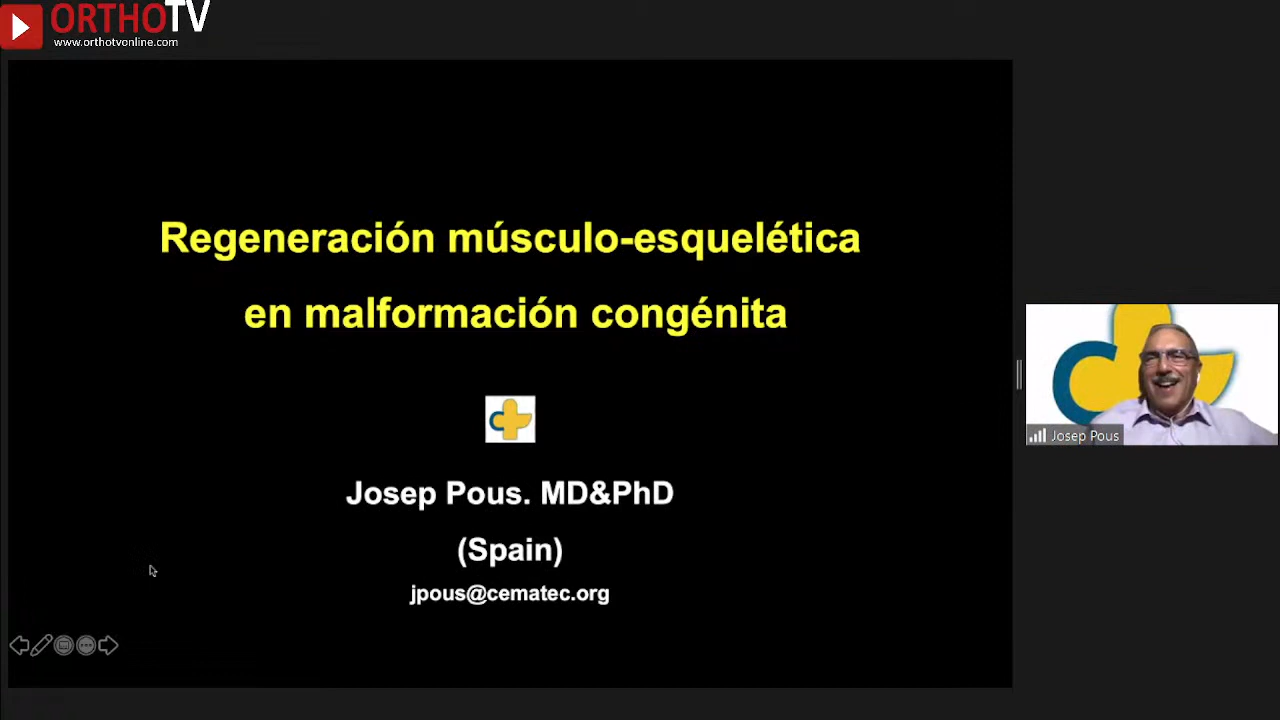 ORTHOTV
www.orthotvonline.com
Regeneración músculo-esquelética
en malformación congénita
Josep Pous. MD&PhD
(Spain)
jpous@cematec.org
Josep Pous